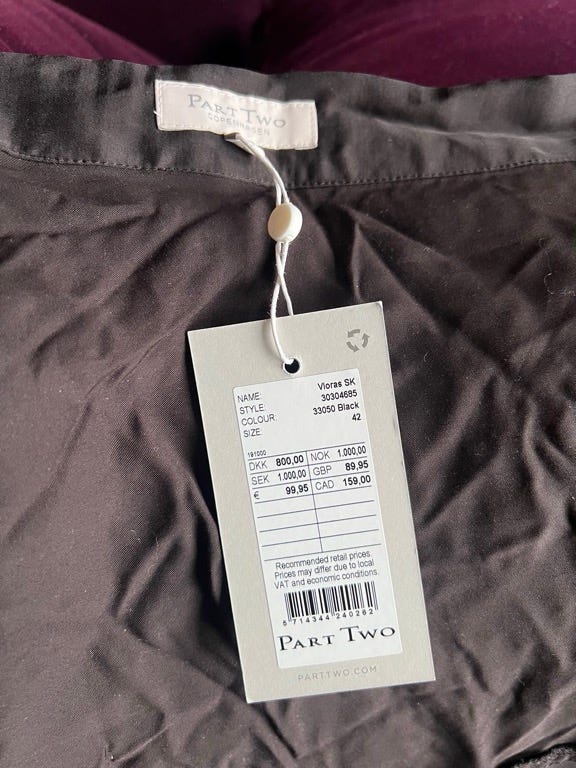 PART TWO
COPENHAGEN
NAME: Vioras SK
STYLE: 30304685
COLOUR: 33050 Black
SIZE: 42
191000
DKK 800,00 NOK 1.000,00
SEK 1.000,00 GBP 89,95
€ 99,95 CAD 159,00
Recommended retail prices.
Prices may differ due to local
VAT and economic conditions.
5 714344 240262
PART TWO
PARTTWO.COM